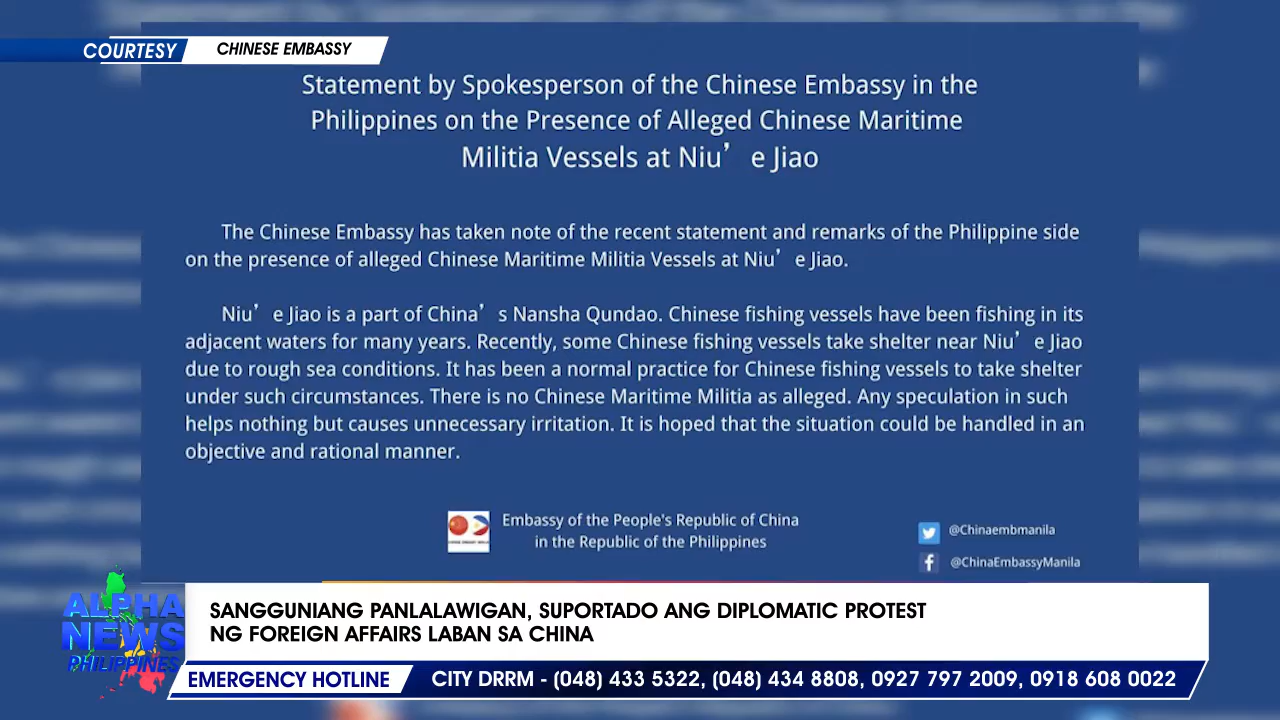 COURTESY
CHINESE EMBASSY
Statement by Spokesperson of the Chinese Embassy in the
Philippines on the Presence of Alleged Chinese Maritime
Militia Vessels at Niu’ e Jiao
The Chinese Embassy has taken note of the recent statement and remarks of the Philippine side
on the presence of alleged Chinese Maritime Militia Vessels at Niu’ e Jiao.
Niu’ e Jiao is a part of China’ s Nansha Qundao. Chinese fishing vessels have been fishing in its
adjacent waters for many years. Recently, some Chinese fishing vessels take shelter near Niu’ e Jiao
due to rough sea conditions. It has been a normal practice for Chinese fishing vessels to take shelter
under such circumstances. There is no Chinese Maritime Militia as alleged. Any speculation in such
helps nothing but causes unnecessary irritation. It is hoped that the situation could be handled in an
objective and rational manner.
Embassy of the People's Republic of China
in the Republic of the Philippines
@Chinaembmanila
@ChinaEmbassyManila
ALPHA
NEWS
PHILIPPINES
SANGGUNIANG PANLALAWIGAN, SUPORTADO ANG DIPLOMATIC PROTEST
NG FOREIGN AFFAIRS LABAN SA CHINA
EMERGENCY HOTLINE
CITY DRRM - (048) 433 5322, (048) 434 8808, 0927 797 2009, 0918 608 0022